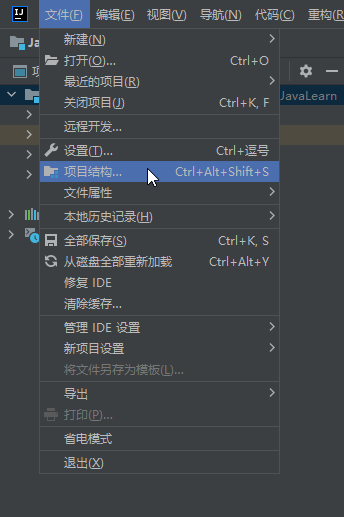 IJ 文件(F) 编辑(E) 视图(V) 导航(N) 代码(C) 重构(R
Ja
项
JavaLearn
新建(N)
打开(O)... Ctrl+O
最近的项目(R)
关闭项目(J) Ctrl+K, F
远程开发...
设置(T)... Ctrl+逗号
项目结构... Ctrl+Alt+Shift+S
文件属性
本地历史记录(H)
全部保存(S) Ctrl+K, S
从磁盘全部重新加载 Ctrl+Alt+Y
修复 IDE
清除缓存...
管理 IDE 设置
新项目设置
将文件另存为模板(L)...
导出
打印(P)...
省电模式
退出(X)